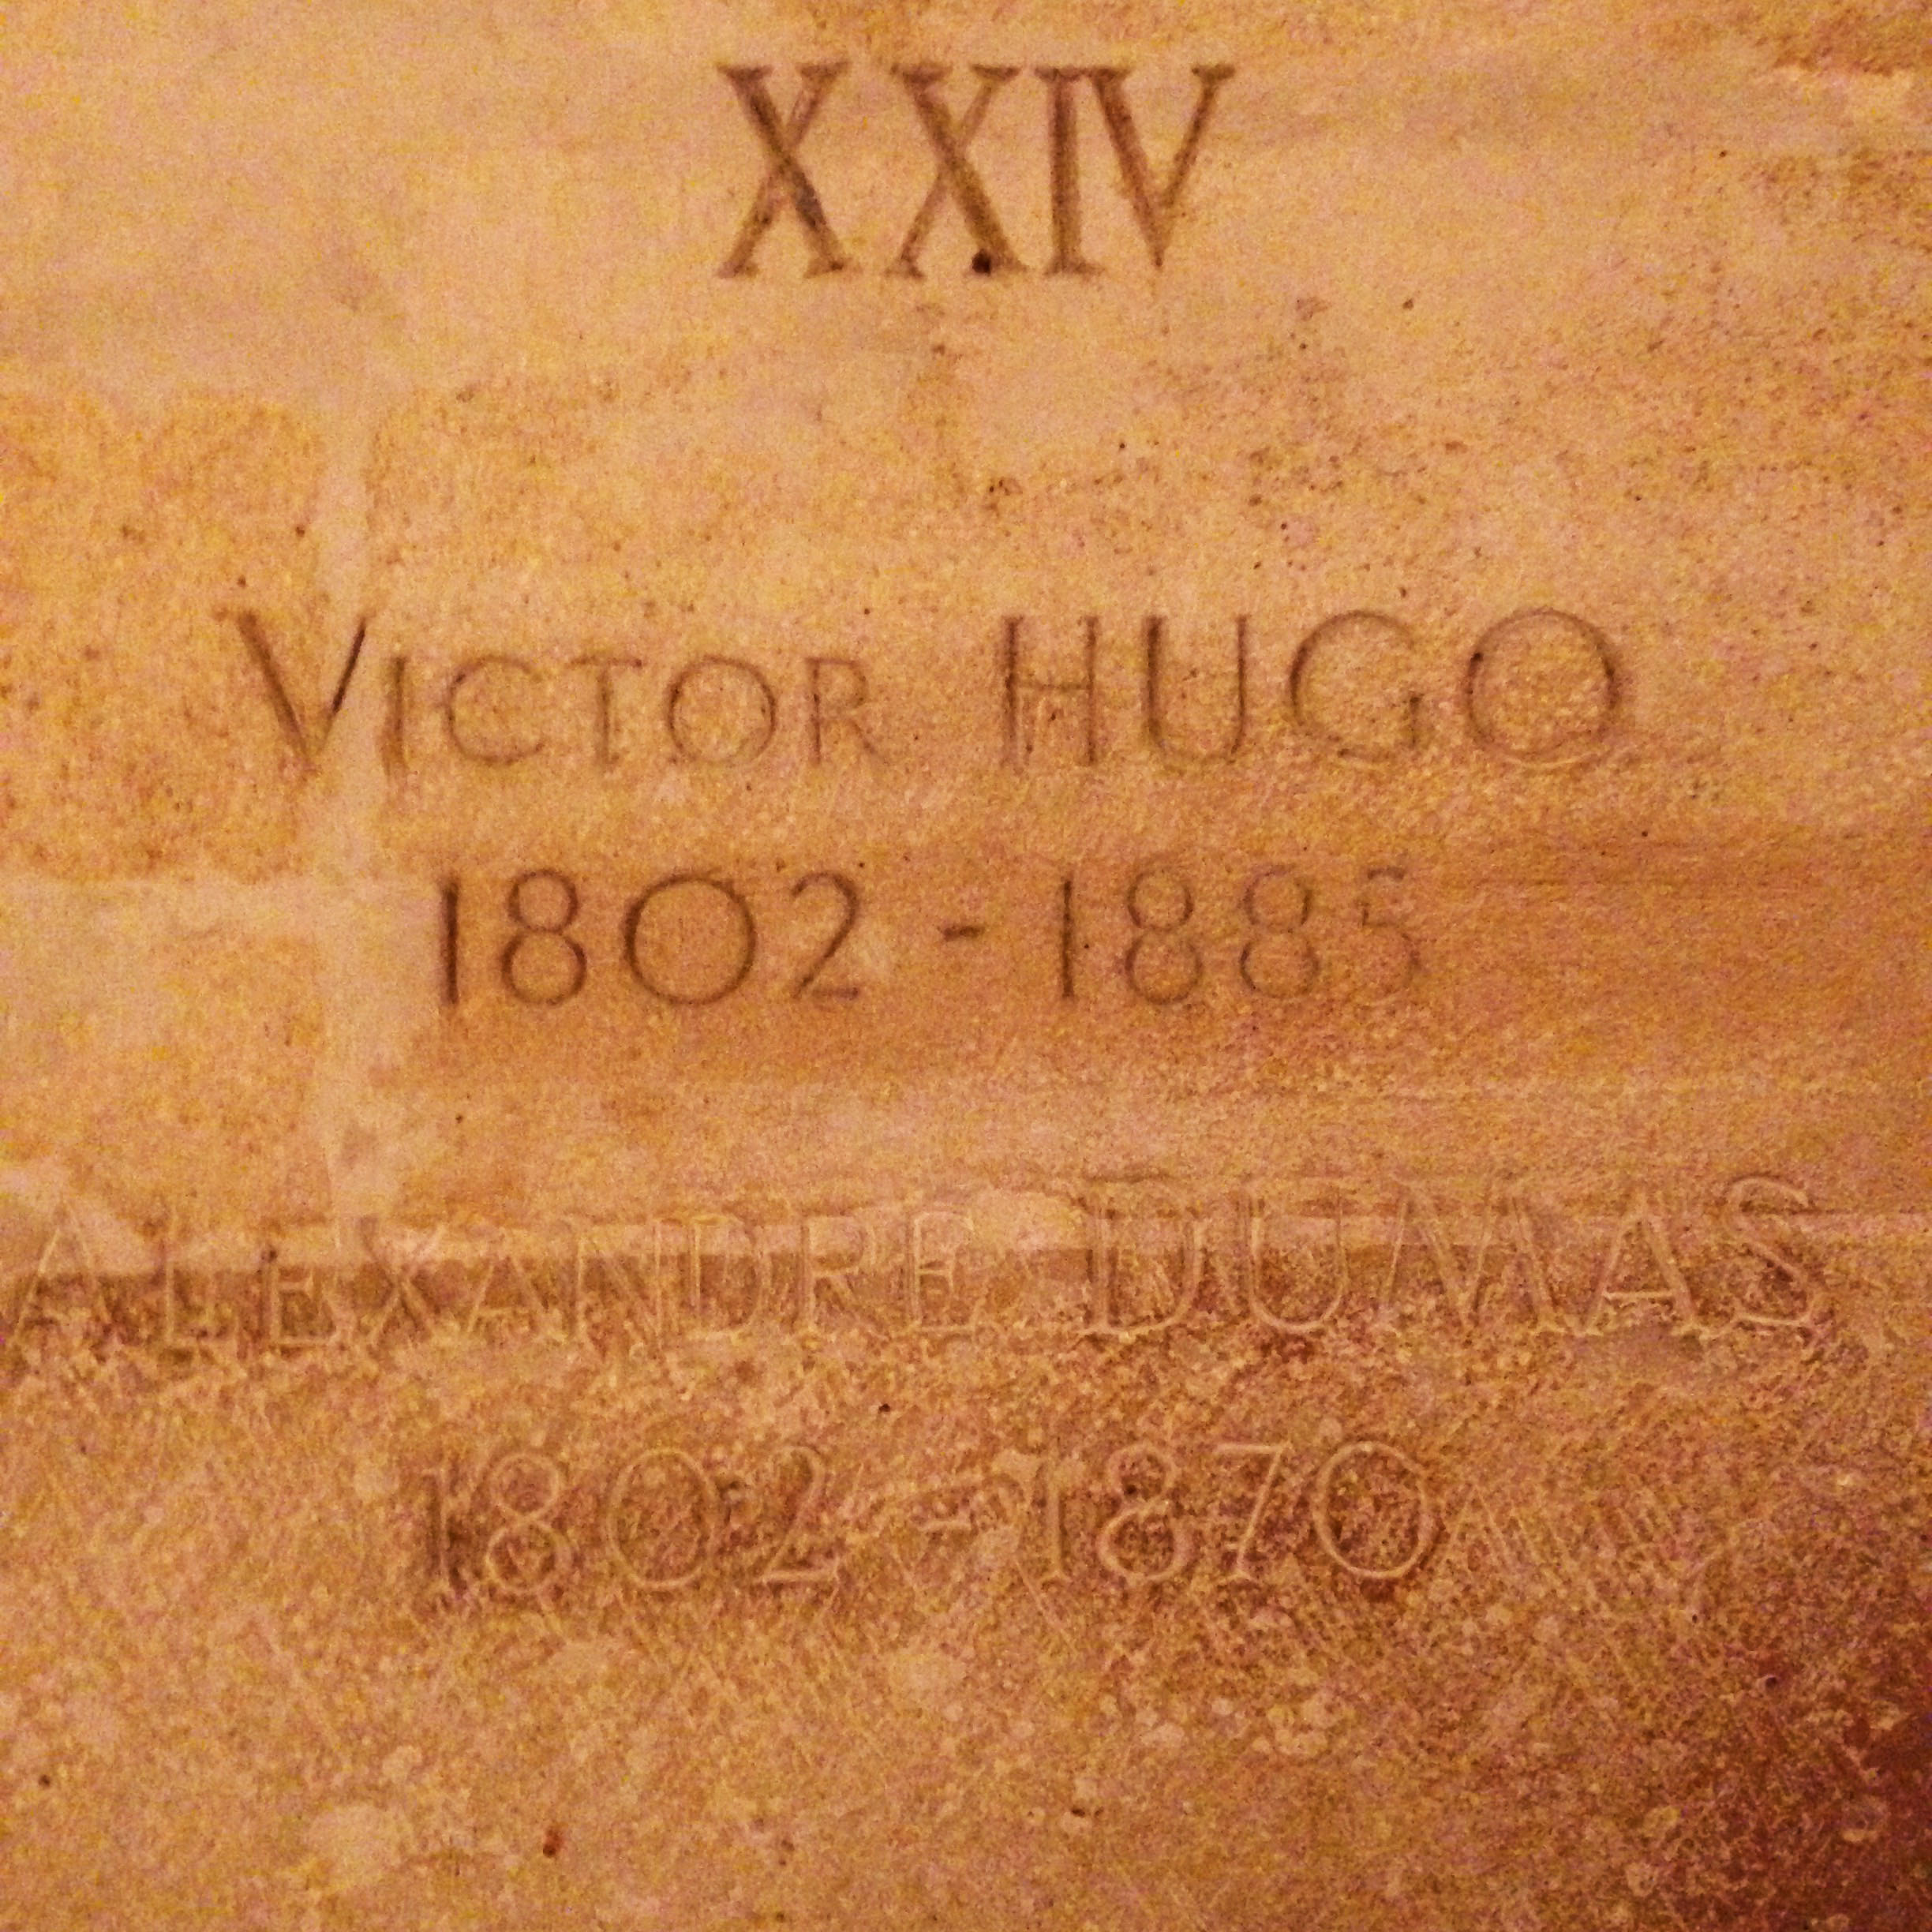 XXIV
VICTOR HUGO
1802 - 1885
ALEXANDRE DUMAS
1802 - 1870